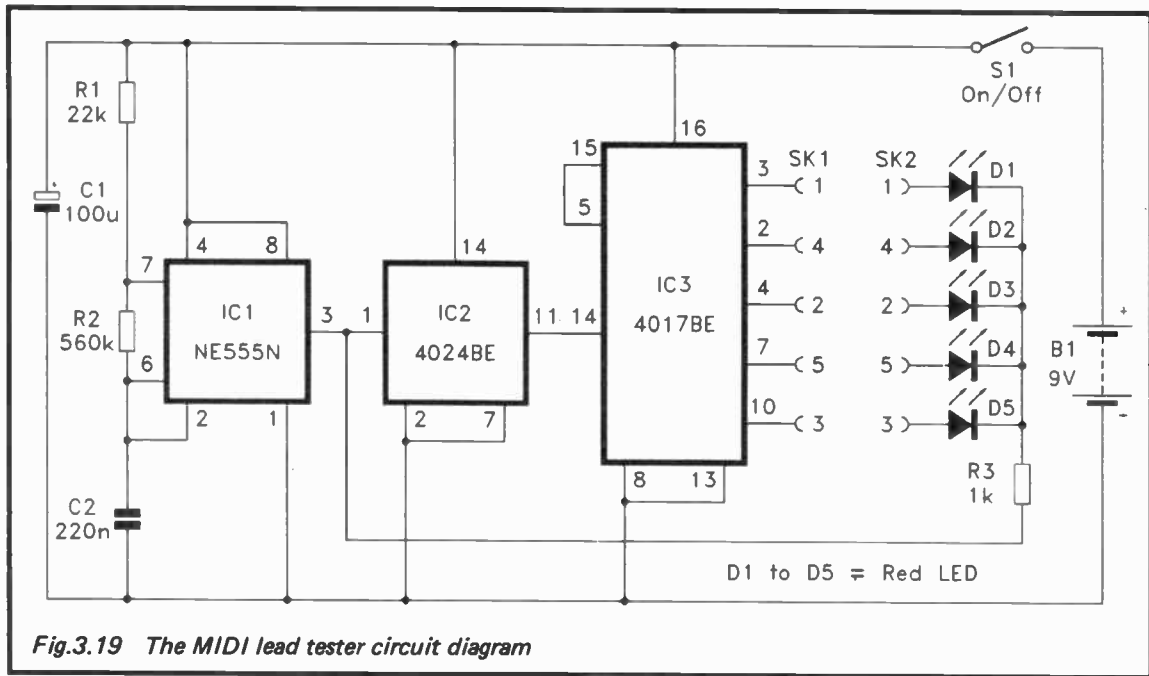 S1
On/Off
R1
22k
C1
100u
+
R2
560k
C2
220n
7
6
4
8
2
1
3
IC1
NE555N
1
14
11
2
7
IC2
4024BE
14
15
5
16
8
13
IC3
4017BE
3
2
4
7
10
SK1
1
4
2
5
3
SK2
1
4
2
5
3
D1
D2
D3
D4
D5
R3
1k
B1
9V
+
-
D1 to D5 = Red LED
Fig.3.19 The MIDI lead tester circuit diagram